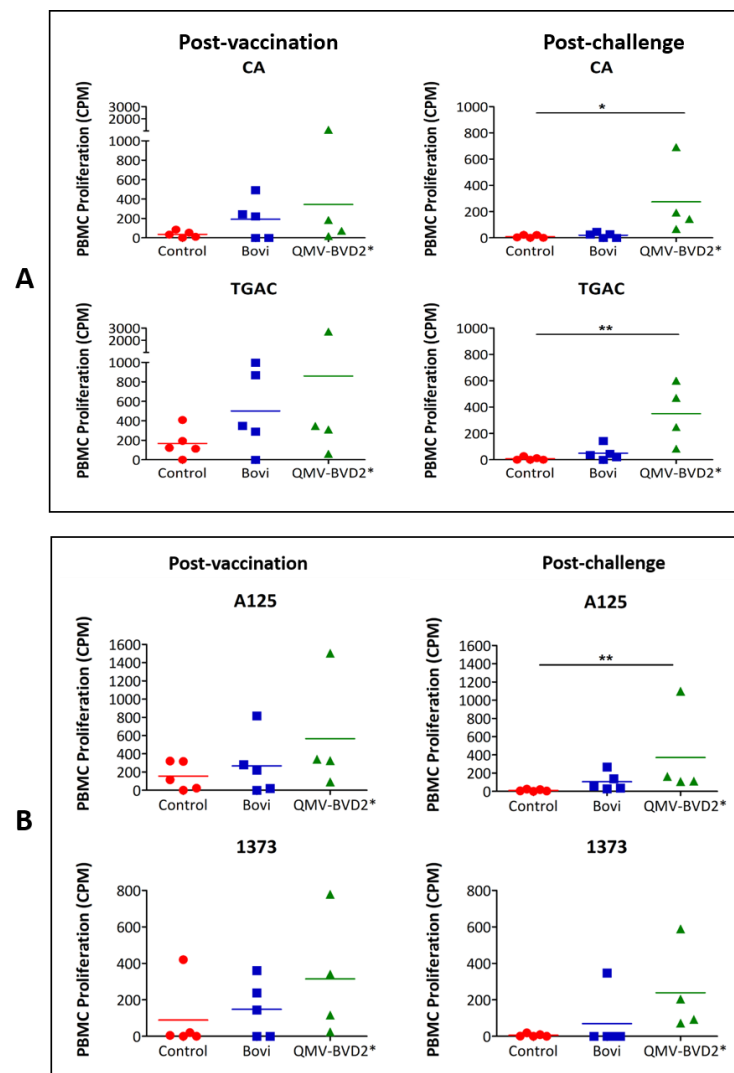 A
Post-vaccination
CA
PBMC Proliferation (CPM)
3000
2000
1000
800
600
400
200
0
Control Bovi QMV-BVD2*
Post-challenge
CA
PBMC Proliferation (CPM)
1000
800
600
400
200
0
*
Control Bovi QMV-BVD2*
TGAC
PBMC Proliferation (CPM)
3000
2000
1000
800
600
400
200
0
Control Bovi QMV-BVD2*
TGAC
PBMC Proliferation (CPM)
1000
800
600
400
200
0
**
Control Bovi QMV-BVD2*
B
Post-vaccination
A125
PBMC Proliferation (CPM)
1600
1400
1200
1000
800
600
400
200
0
Control Bovi QMV-BVD2*
Post-challenge
A125
PBMC Proliferation (CPM)
1600
1400
1200
1000
800
600
400
200
0
**
Control Bovi QMV-BVD2*
1373
PBMC Proliferation (CPM)
800
600
400
200
0
Control Bovi QMV-BVD2*
1373
PBMC Proliferation (CPM)
800
600
400
200
0
Control Bovi QMV-BVD2*